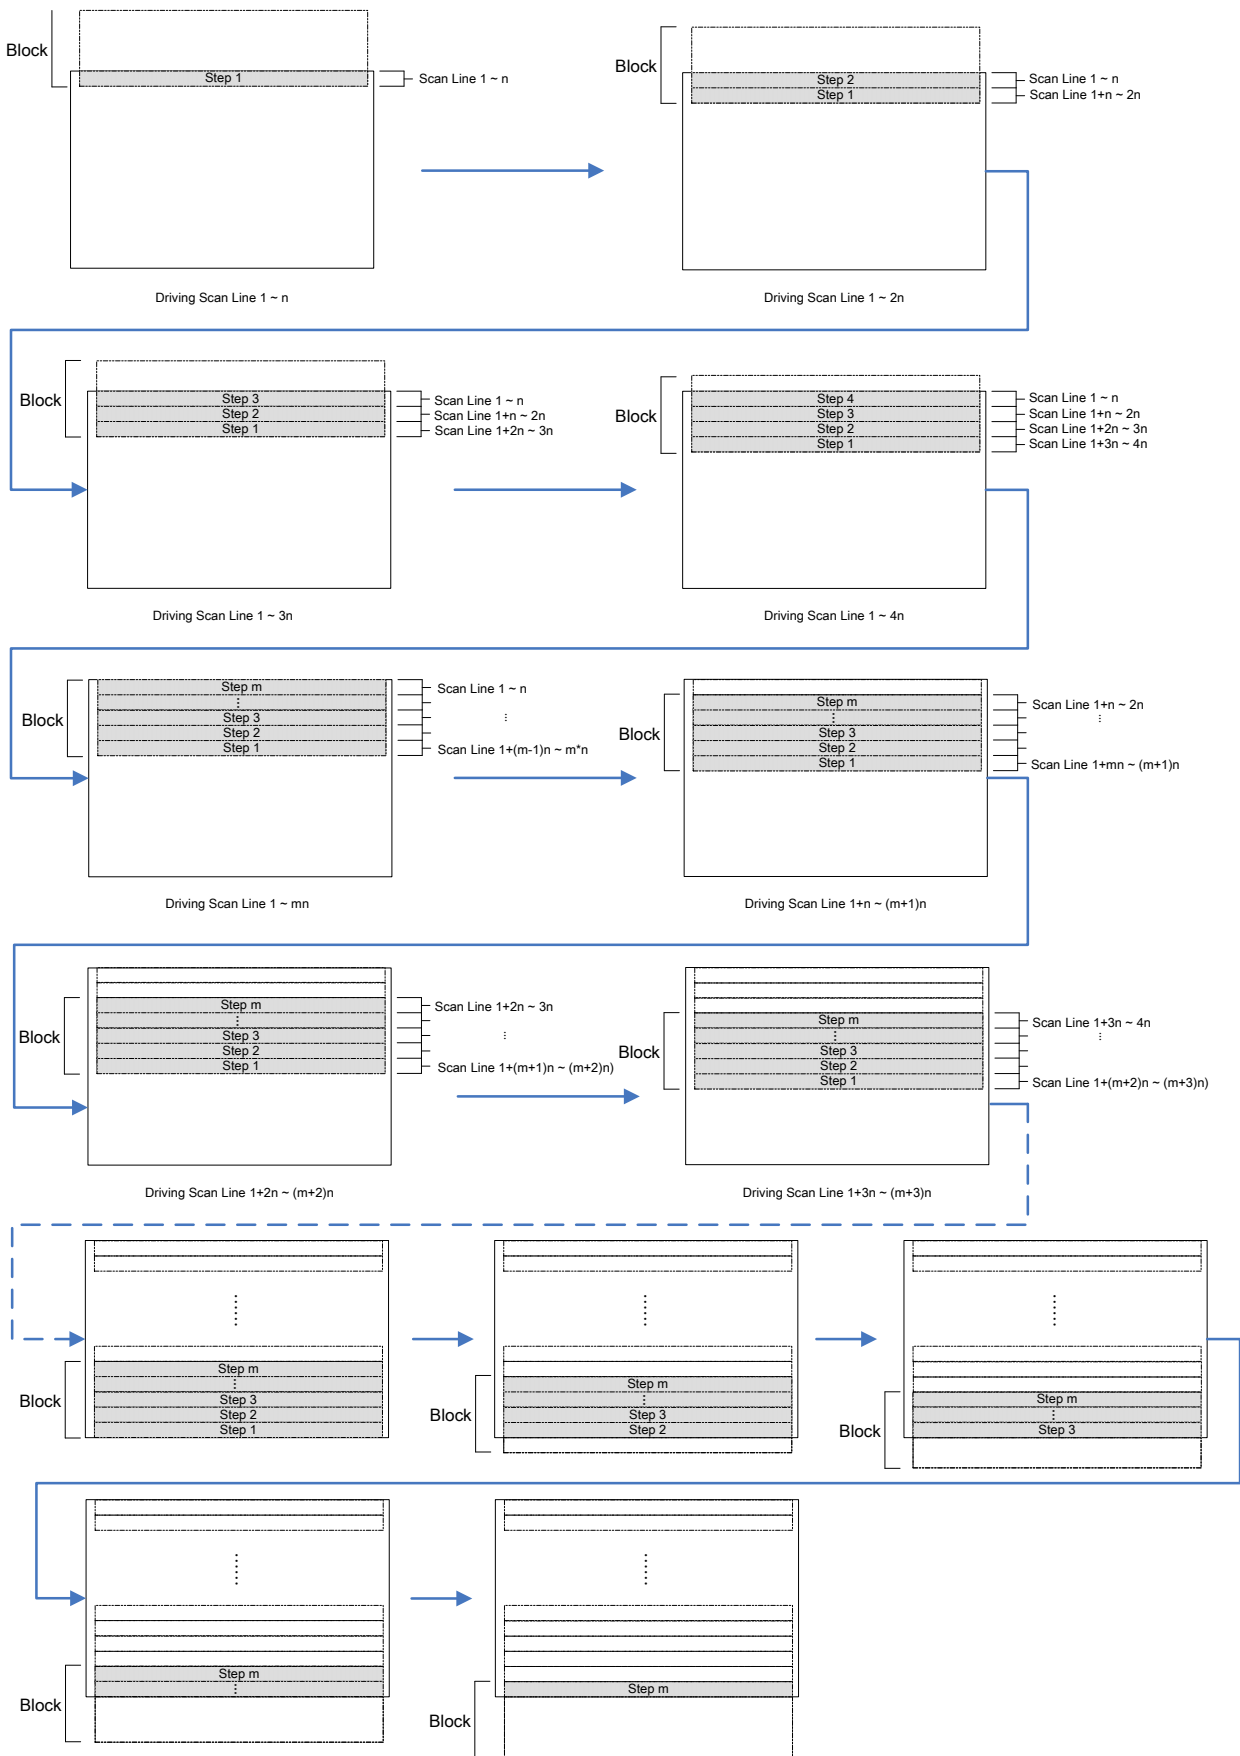 Block
Step 1
Scan Line 1 ~ n
Driving Scan Line 1 ~ n
Block
Step 2
Step 1
Scan Line 1 ~ n
Scan Line 1+n ~ 2n
Driving Scan Line 1 ~ 2n
Block
Step 3
Step 2
Step 1
Scan Line 1 ~ n
Scan Line 1+n ~ 2n
Scan Line 1+2n ~ 3n
Driving Scan Line 1 ~ 3n
Block
Step 4
Step 3
Step 2
Step 1
Scan Line 1 ~ n
Scan Line 1+n ~ 2n
Scan Line 1+2n ~ 3n
Scan Line 1+3n ~ 4n
Driving Scan Line 1 ~ 4n
Block
Step m
⋮
Step 3
Step 2
Step 1
Scan Line 1 ~ n
⋮
Scan Line 1+(m-1)n ~ m*n
Driving Scan Line 1 ~ mn
Block
Step m
⋮
Step 3
Step 2
Step 1
Scan Line 1+n ~ 2n
⋮
Scan Line 1+mn ~ (m+1)n
Driving Scan Line 1+n ~ (m+1)n
Block
Step m
⋮
Step 3
Step 2
Step 1
Scan Line 1+2n ~ 3n
⋮
Scan Line 1+(m+1)n ~ (m+2)n)
Driving Scan Line 1+2n ~ (m+2)n
Block
Step m
⋮
Step 3
Step 2
Step 1
Scan Line 1+3n ~ 4n
⋮
Scan Line 1+(m+2)n ~ (m+3)n)
Driving Scan Line 1+3n ~ (m+3)n
⋮
Block
Step m
⋮
Step 3
Step 2
Step 1
⋮
Block
Step m
⋮
Step 3
Step 2
⋮
Block
Step m
⋮
Step 3
⋮
Block
Step m
⋮
⋮
Block
Step m